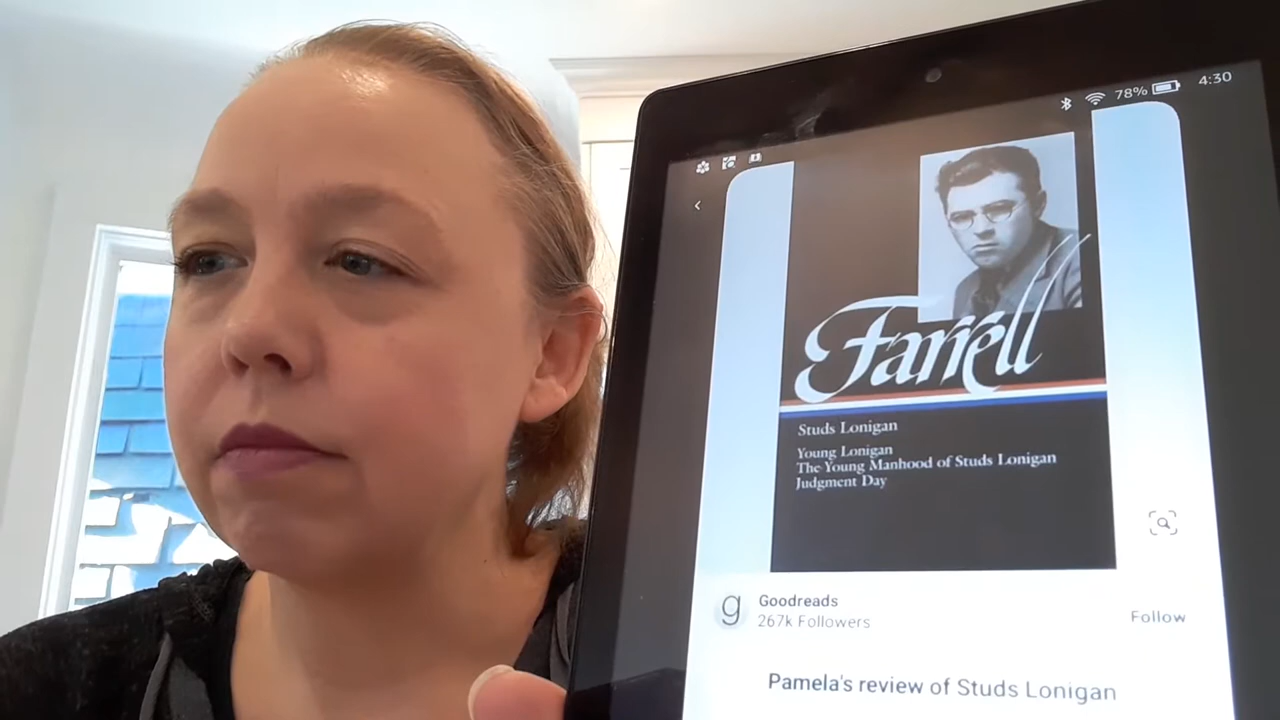 78% 4:30
Farrell
Studs Lonigan
Young Lonigan
The Young Manhood of Studs Lonigan
Judgment Day
g Goodreads
267k Followers
Follow
Pamela's review of Studs Lonigan